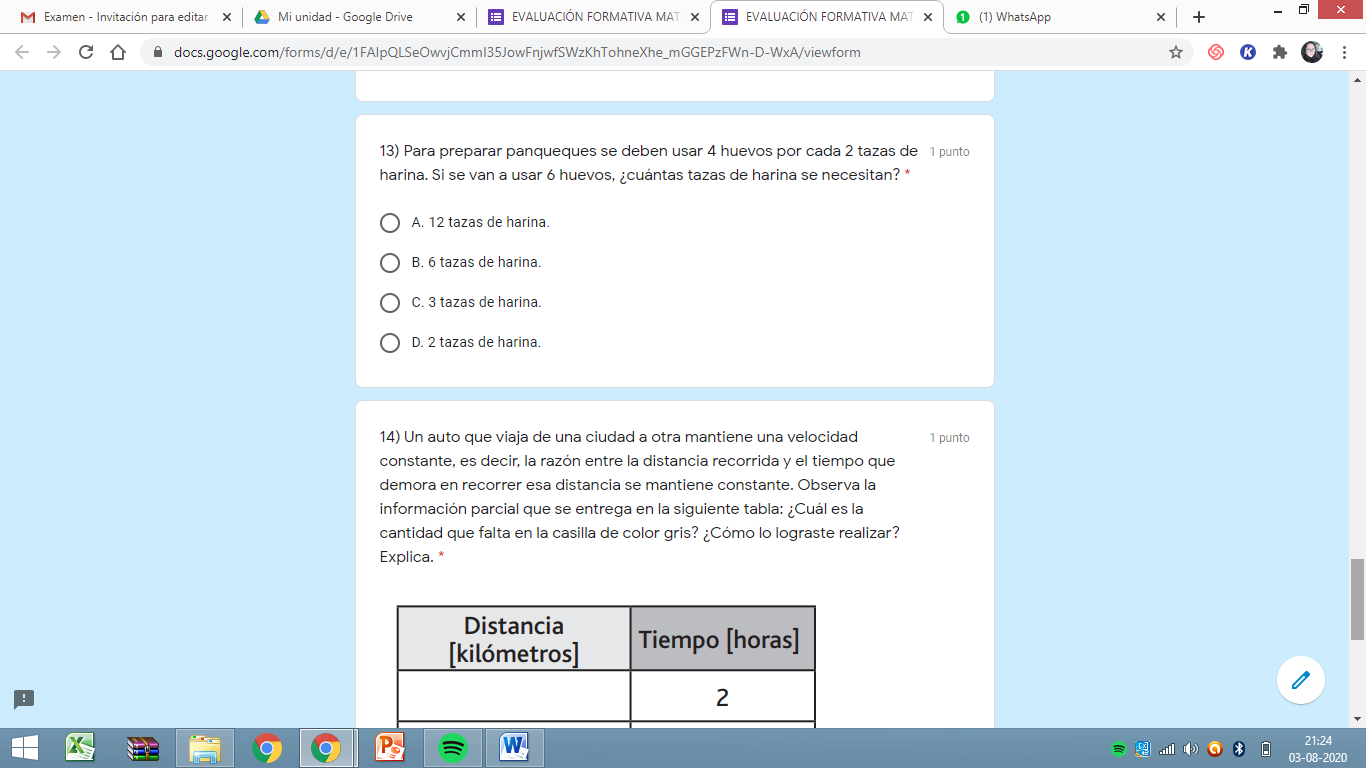 Examen - Invitación para editar
Mi unidad - Google Drive
EVALUACIÓN FORMATIVA MAT
EVALUACIÓN FORMATIVA MAT
(1) WhatsApp
docs.google.com/forms/d/e/1FAIpQLSeOwvjCmmI35JowFnjwfSWzKhTohneXhe_mGGEPzFWn-D-WxA/viewform
13) Para preparar panqueques se deben usar 4 huevos por cada 2 tazas de
1 punto
harina. Si se van a usar 6 huevos, ¿cuántas tazas de harina se necesitan? *
A. 12 tazas de harina.
B. 6 tazas de harina.
C. 3 tazas de harina.
D. 2 tazas de harina.
14) Un auto que viaja de una ciudad a otra mantiene una velocidad
1 punto
constante, es decir, la razón entre la distancia recorrida y el tiempo que
demora en recorrer esa distancia se mantiene constante. Observa la
información parcial que se entrega en la siguiente tabla: ¿Cuál es la
cantidad que falta en la casilla de color gris? ¿Cómo lo lograste realizar?
Explica. *
Distancia
[kilómetros]
Tiempo [horas]
2
21:24
03-08-2020